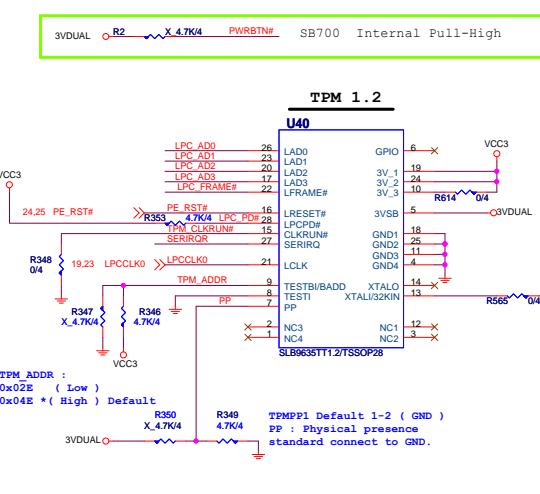 3VDUAL R2 X_4.7K/4 PWRBTN# SB700 Internal Pull-High
TPM 1.2
U40
LPC_AD0 26 LAD0 GPIO 6
LPC_AD1 23 LAD1
LPC_AD2 20 LAD2 3V_1 19
LPC_AD3 17 LAD3 3V_2 24
LPC_FRAME# 22 LFRAME# 3V_3 10 R614 0/4
VCC3
VCC3
24,25 PE_RST# PE_RST# 16 LRESET# 3VSB 5 3VDUAL
R353 4.7K/4 LPC_PD# 28 LPCPD#
TPM_CLKRUN# 15 CLKRUN# GND1 18
SERIRQR 27 SERIRQ GND2 25
GND3 11
R348
0/4
19,23 LPCCLK0 LPCCLK0 21 LCLK GND4 4
TPM_ADDR 9 TESTBI/BADD XTALO 14
8 TESTI XTALI/32KIN 13 R565 0/4
PP 7 PP
R347
X_4.7K/4
R346
4.7K/4
2 NC3 NC1 12
1 NC4 NC2 3
SLB9635TT1.2/TSSOP28
VCC3
TPM_ADDR :
0x02E ( Low )
0x04E *( High ) Default
3VDUAL R350
X_4.7K/4
R349
4.7K/4
TPMPP1 Default 1-2 ( GND )
PP : Physical presence
standard connect to GND.